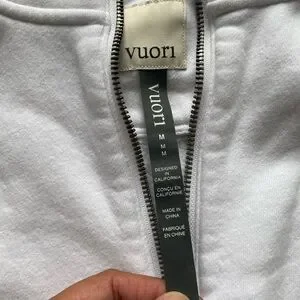 vuori
vuori
M
M
M
DESIGNED
IN
CALIFORNIA
CONÇU EN
CALIFORNIE
MADE IN
CHINA
FABRIQUÉ
EN CHINE